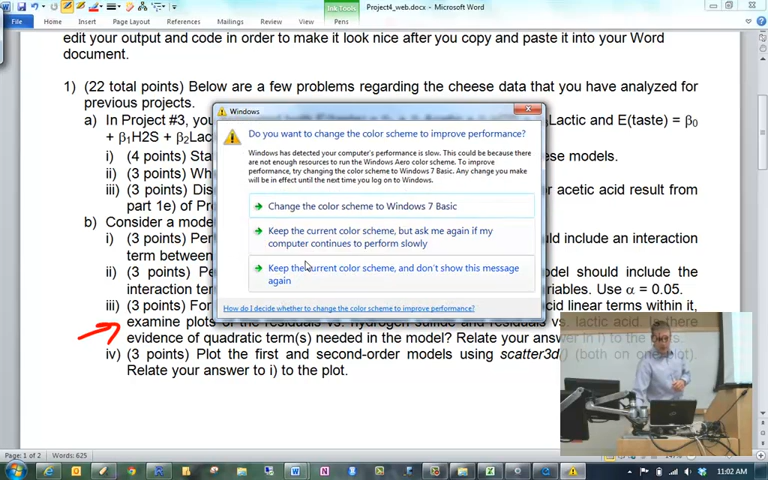 Ink Tools
Project4_web.docx - Microsoft Word
File
Home
Insert
Page Layout
References
Mailings
Review
View
Pens
edit your output and code in order to make it look nice after you copy and paste it into your Word
document.
1) (22 total points) Below are a few problems regarding the cheese data that you have analyzed for
previous projects.
a) In Project #3, you
Lactic and E(taste) = β0
+ β1H2S + β2Lac
i) (4 points) Sta
hese models.
ii) (3 points) Wh
iii) (3 points) Dis
or acetic acid result from
part 1e) of Pr
b) Consider a mode
i) (3 points) Per
ould include an interaction
term between
ii) (3 points) Pe
odel should include the
interaction ter
riables. Use α = 0.05.
iii) (3 points) For
acid linear terms within it,
examine plots of the residuals vs. hydrogen sulfide and residuals vs. lactic acid. Is there
evidence of quadratic term(s) needed in the model? Relate your answer in i) to the plots.
iv) (3 points) Plot the first and second-order models using scatter3d() (both on one plot).
Relate your answer to i) to the plot.
Windows
Do you want to change the color scheme to improve performance?
Windows has detected your computer's performance is slow. This could be because there
are not enough resources to run the Windows Aero color scheme. To improve
performance, try changing the color scheme to Windows 7 Basic. Any change you make
will be in effect until the next time you log on to Windows.
Change the color scheme to Windows 7 Basic
Keep the current color scheme, but ask me again if my
computer continues to perform slowly
Keep the current color scheme, and don't show this message
again
How do I decide whether to change the color scheme to improve performance?
Page: 1 of 2
Words: 625
11:02 AM